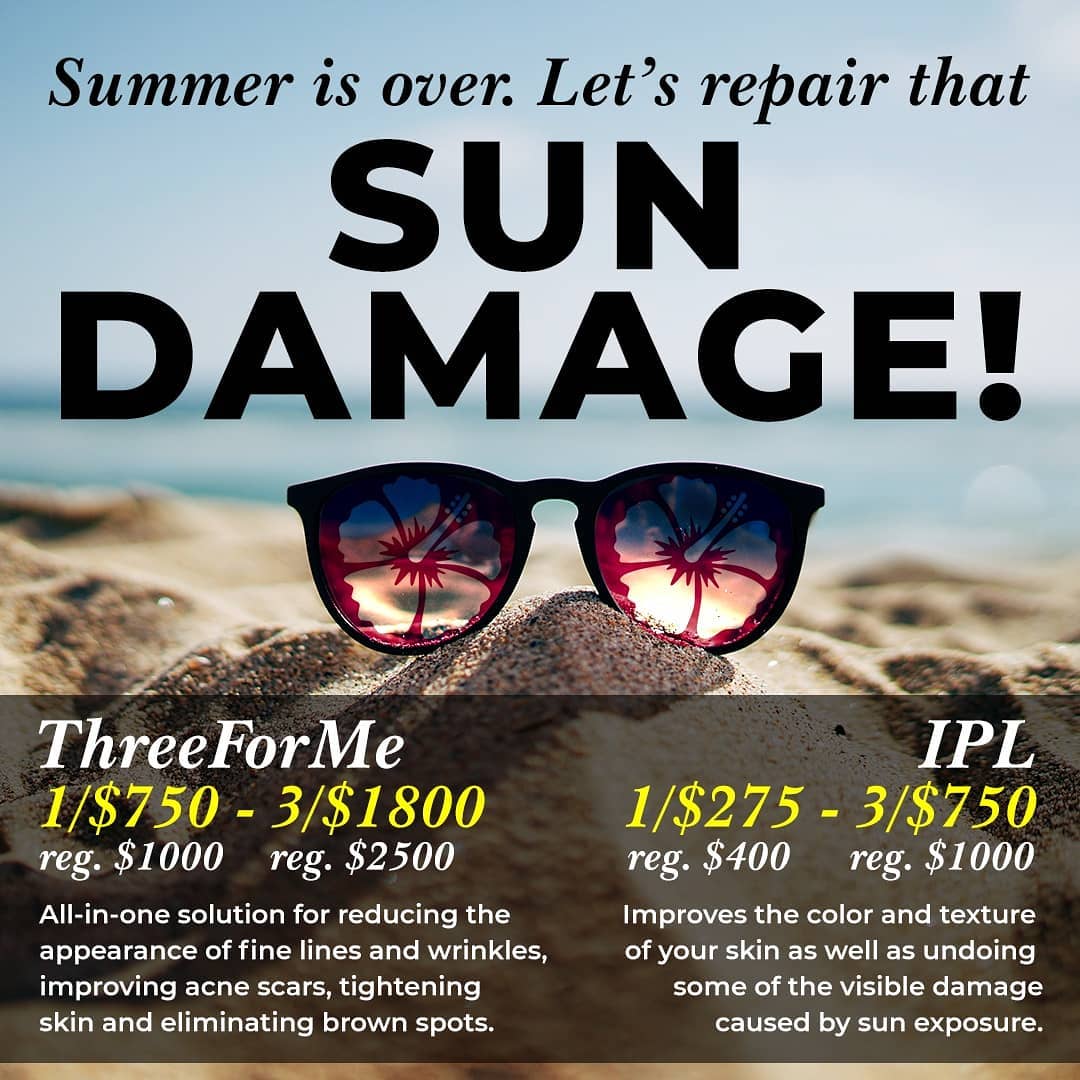 Summer is over. Let's repair that
SUN
DAMAGE!
ThreeForMe
1/$750 - 3/$1800
reg. $1000 reg. $2500
All-in-one solution for reducing the
appearance of fine lines and wrinkles,
improving acne scars, tightening
skin and eliminating brown spots.
IPL
1/$275 - 3/$750
reg. $400 reg. $1000
Improves the color and texture
of your skin as well as undoing
some of the visible damage
caused by sun exposure.